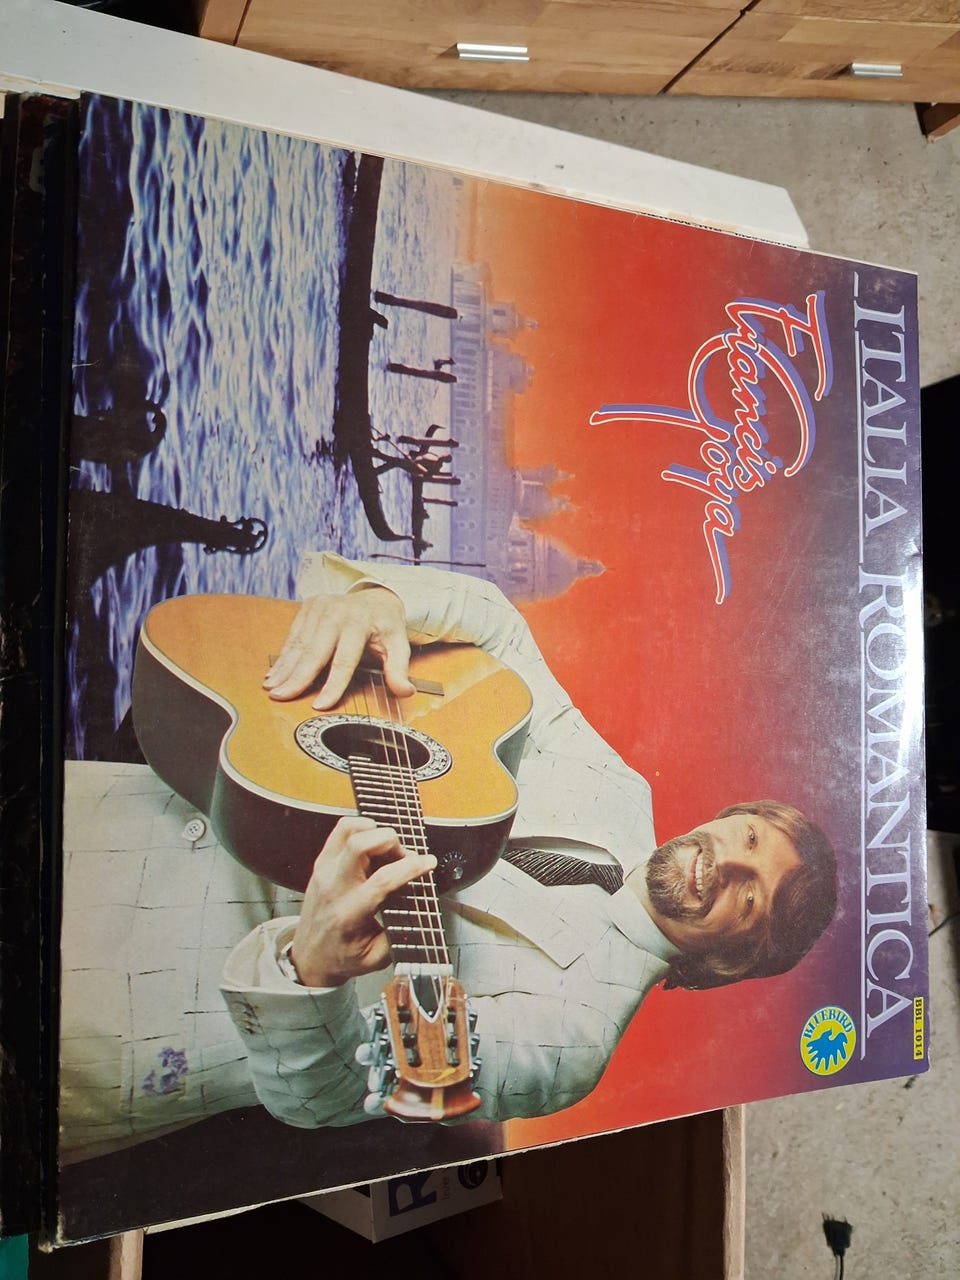 ITALIA ROMANTICA
BBL 1014
Francis
Goya
BLUEBIRD